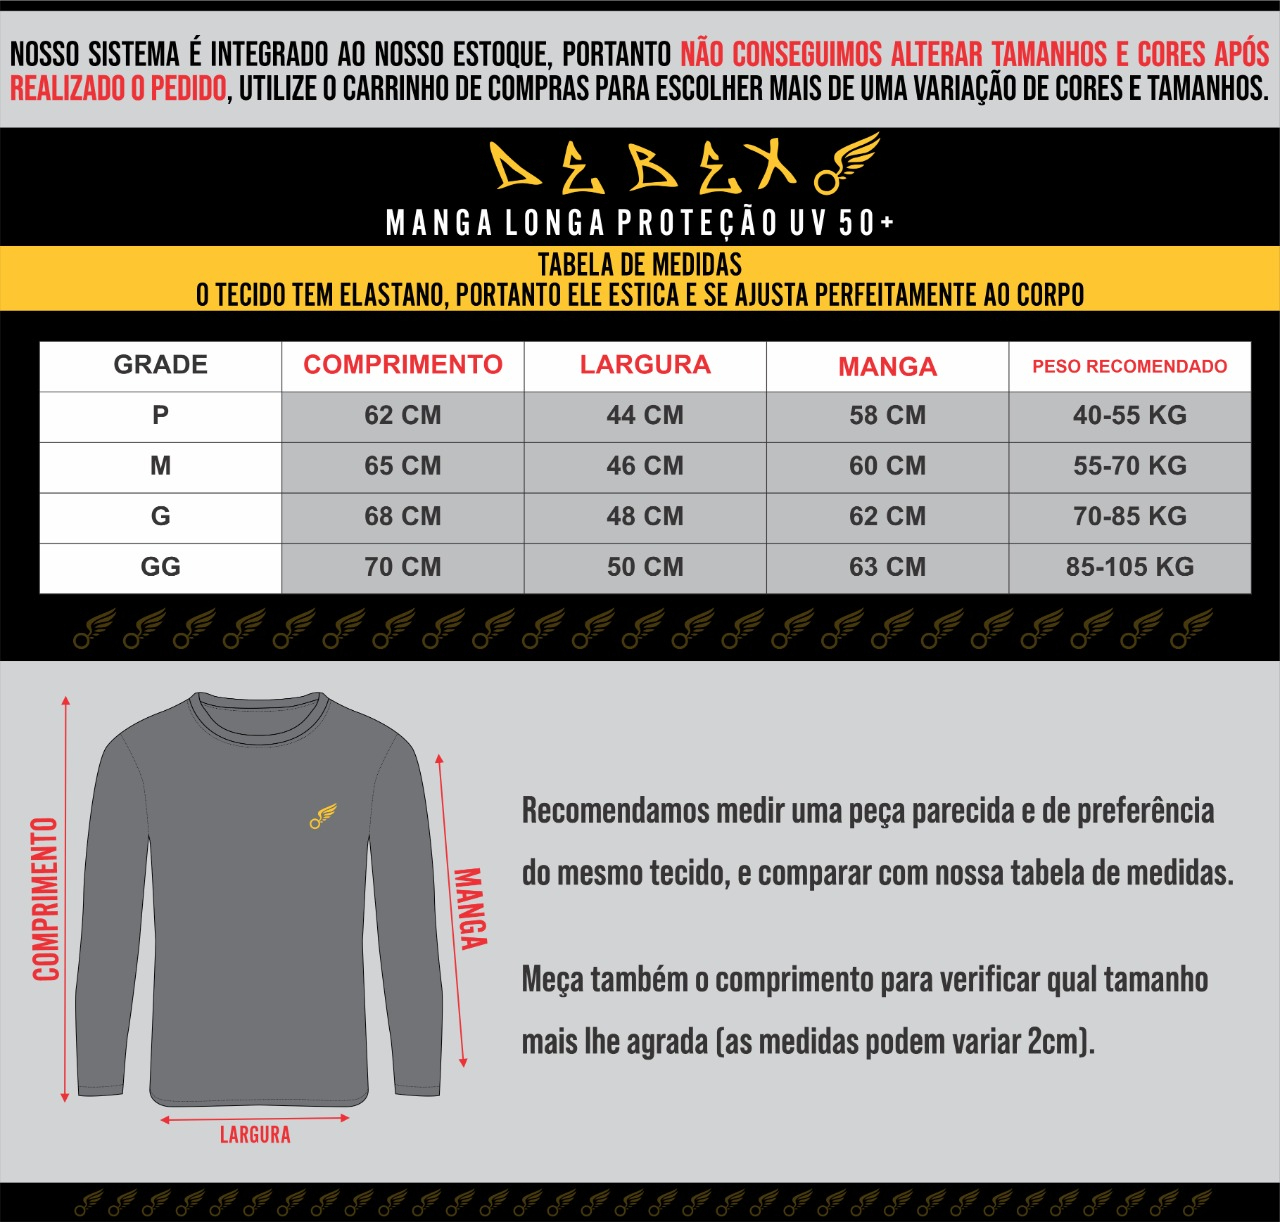 NOSSO SISTEMA É INTEGRADO AO NOSSO ESTOQUE, PORTANTO NÃO CONSEGUIMOS ALTERAR TAMANHOS E CORES APÓS
REALIZADO O PEDIDO, UTILIZE O CARRINHO DE COMPRAS PARA ESCOLHER MAIS DE UMA VARIAÇÃO DE CORES E TAMANHOS.
DEBEX
MANGA LONGA PROTEÇÃO UV 50+
TABELA DE MEDIDAS
O TECIDO TEM ELASTANO, PORTANTO ELE ESTICA E SE AJUSTA PERFEITAMENTE AO CORPO
GRADE COMPRIMENTO LARGURA MANGA PESO RECOMENDADO
P 62 CM 44 CM 58 CM 40-55 KG
M 65 CM 46 CM 60 CM 55-70 KG
G 68 CM 48 CM 62 CM 70-85 KG
GG 70 CM 50 CM 63 CM 85-105 KG
COMPRIMENTO
MANGA
LARGURA
Recomendamos medir uma peça parecida e de preferência
do mesmo tecido, e comparar com nossa tabela de medidas.
Meça também o comprimento para verificar qual tamanho
mais lhe agrada (as medidas podem variar 2cm).